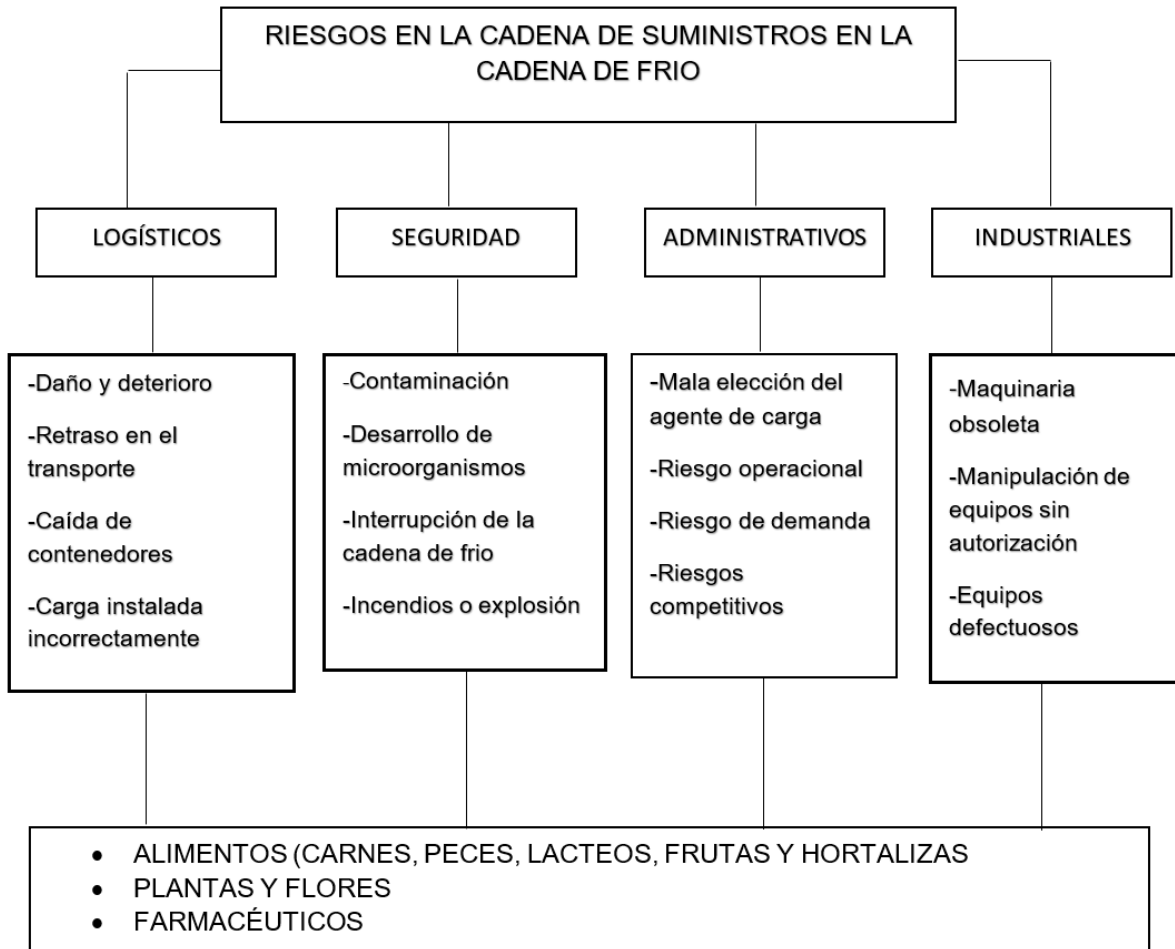 RIESGOS EN LA CADENA DE SUMINISTROS EN LA
CADENA DE FRIO
LOGÍSTICOS
SEGURIDAD
ADMINISTRATIVOS
INDUSTRIALES
-Daño y deterioro
-Retraso en el
transporte
-Caída de
contenedores
-Carga instalada
incorrectamente
-Contaminación
-Desarrollo de
microorganismos
-Interrupción de la
cadena de frio
-Incendios o explosión
-Mala elección del
agente de carga
-Riesgo operacional
-Riesgo de demanda
-Riesgos
competitivos
-Maquinaria
obsoleta
-Manipulación de
equipos sin
autorización
-Equipos
defectuosos
• ALIMENTOS (CARNES, PECES, LACTEOS, FRUTAS Y HORTALIZAS
• PLANTAS Y FLORES
• FARMACÉUTICOS